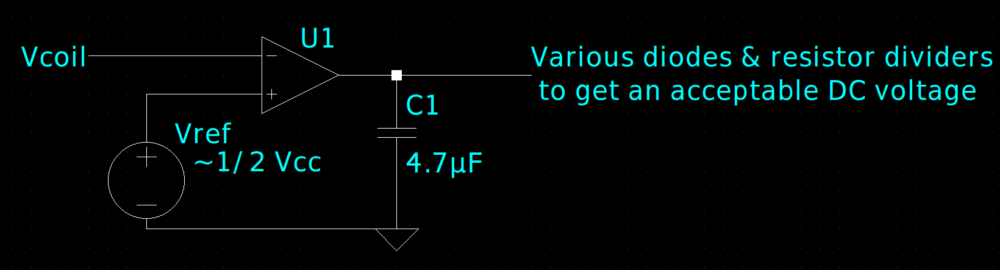 U1
Vcoil
Various diodes & resistor dividers
to get an acceptable DC voltage
C1
Vref
~1/2 Vcc
4.7µF